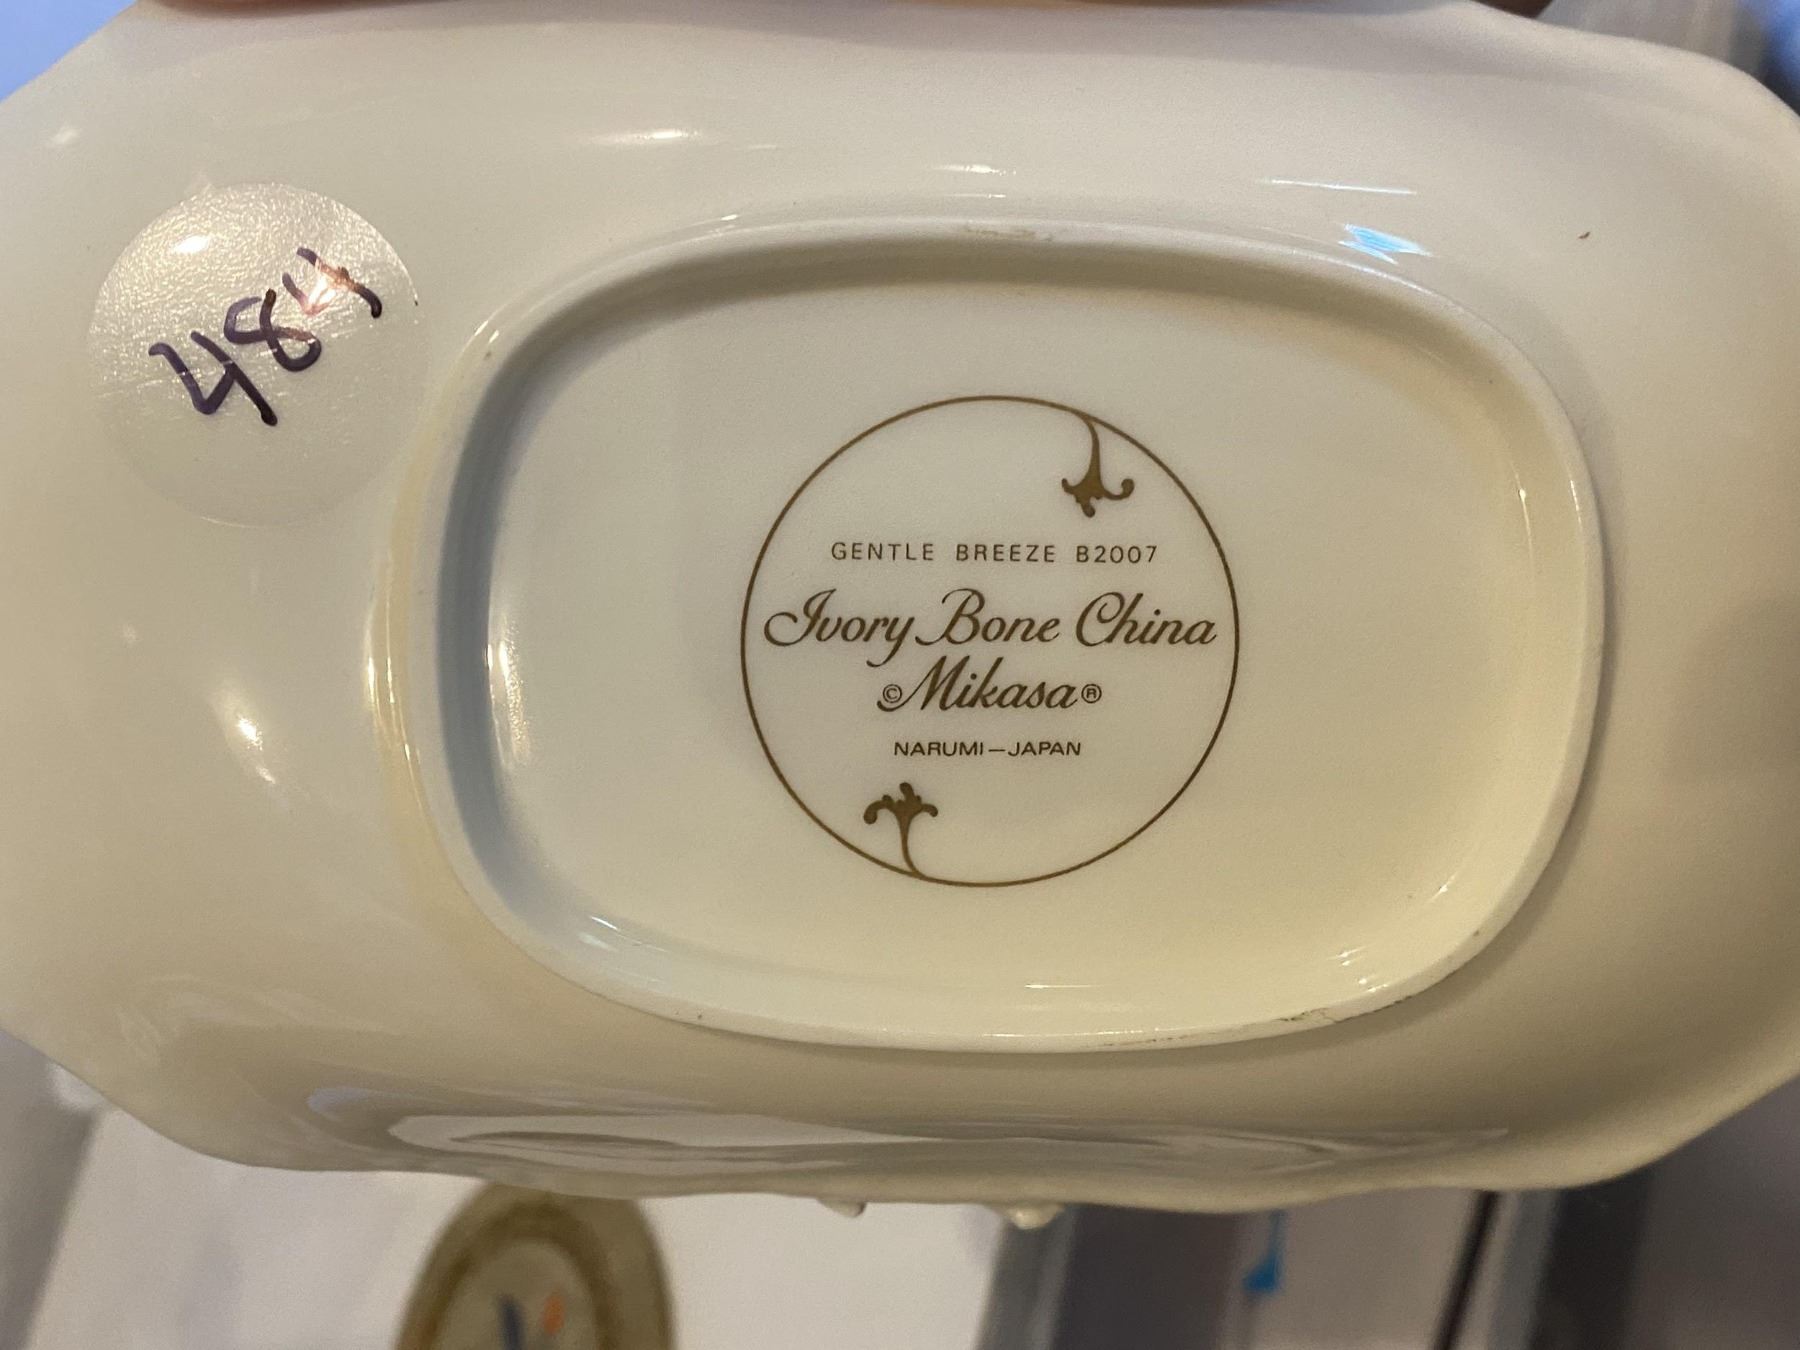 484
GENTLE BREEZE B2007
Ivory Bone China
©Mikasa®
NARUMI—JAPAN